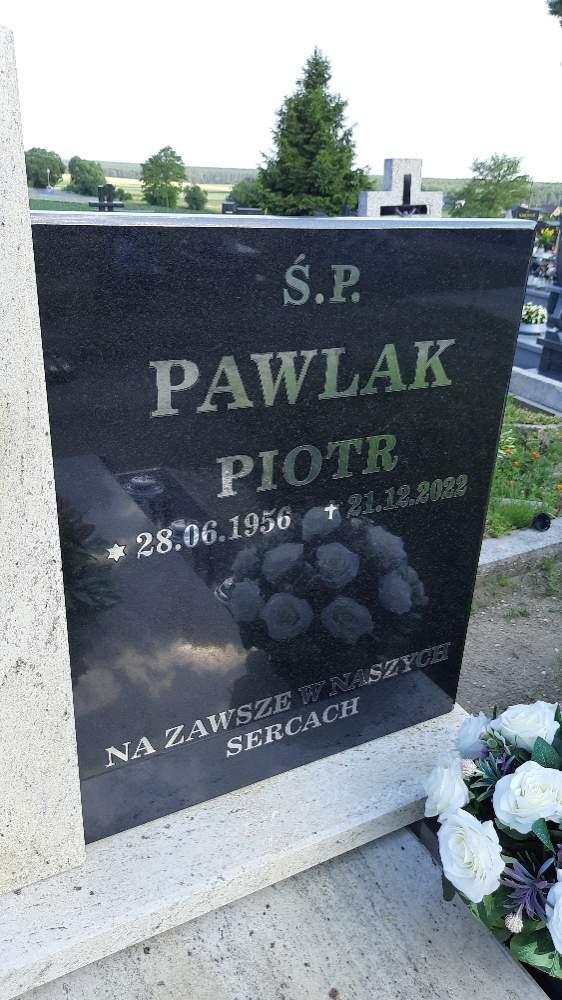 Ś.P.
PAWLAK
PIOTR
28.06.1956 21.12.2022
NA ZAWSZE W NASZYCH
SERCACH